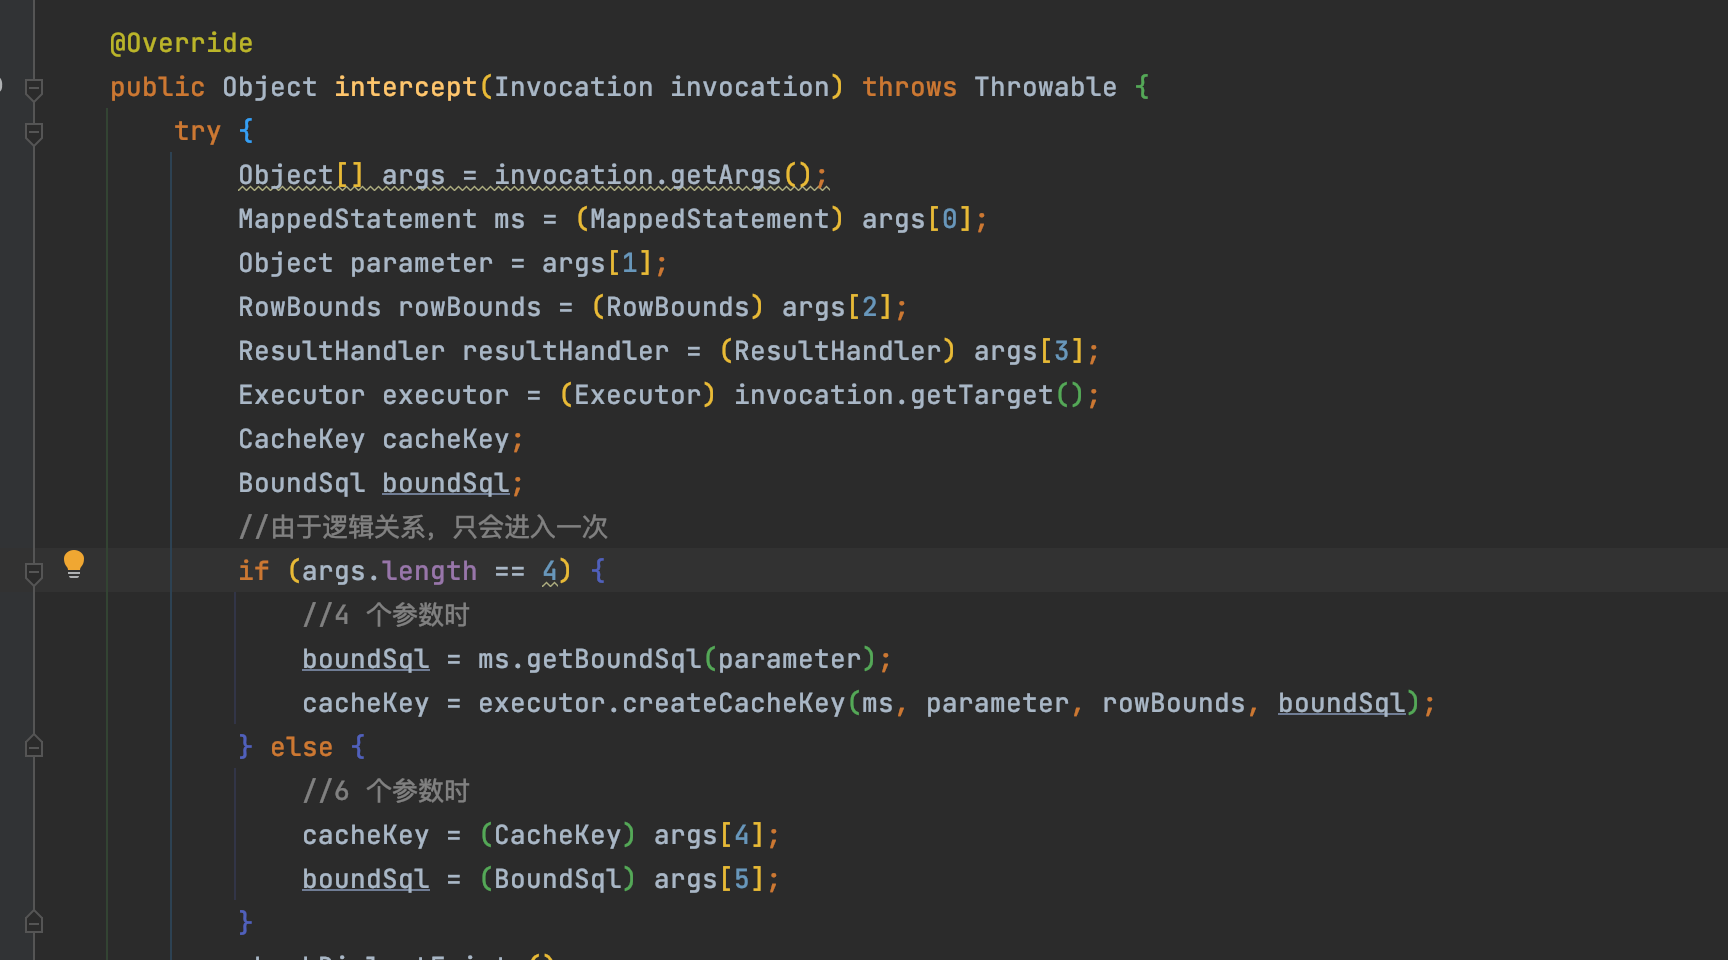 @Override
public Object intercept(Invocation invocation) throws Throwable {
try {
Object[] args = invocation.getArgs();
MappedStatement ms = (MappedStatement) args[0];
Object parameter = args[1];
RowBounds rowBounds = (RowBounds) args[2];
ResultHandler resultHandler = (ResultHandler) args[3];
Executor executor = (Executor) invocation.getTarget();
CacheKey cacheKey;
BoundSql boundSql;
//由于逻辑关系，只会进入一次
if (args.length == 4) {
//4 个参数时
boundSql = ms.getBoundSql(parameter);
cacheKey = executor.createCacheKey(ms, parameter, rowBounds, boundSql);
} else {
//6 个参数时
cacheKey = (CacheKey) args[4];
boundSql = (BoundSql) args[5];
}